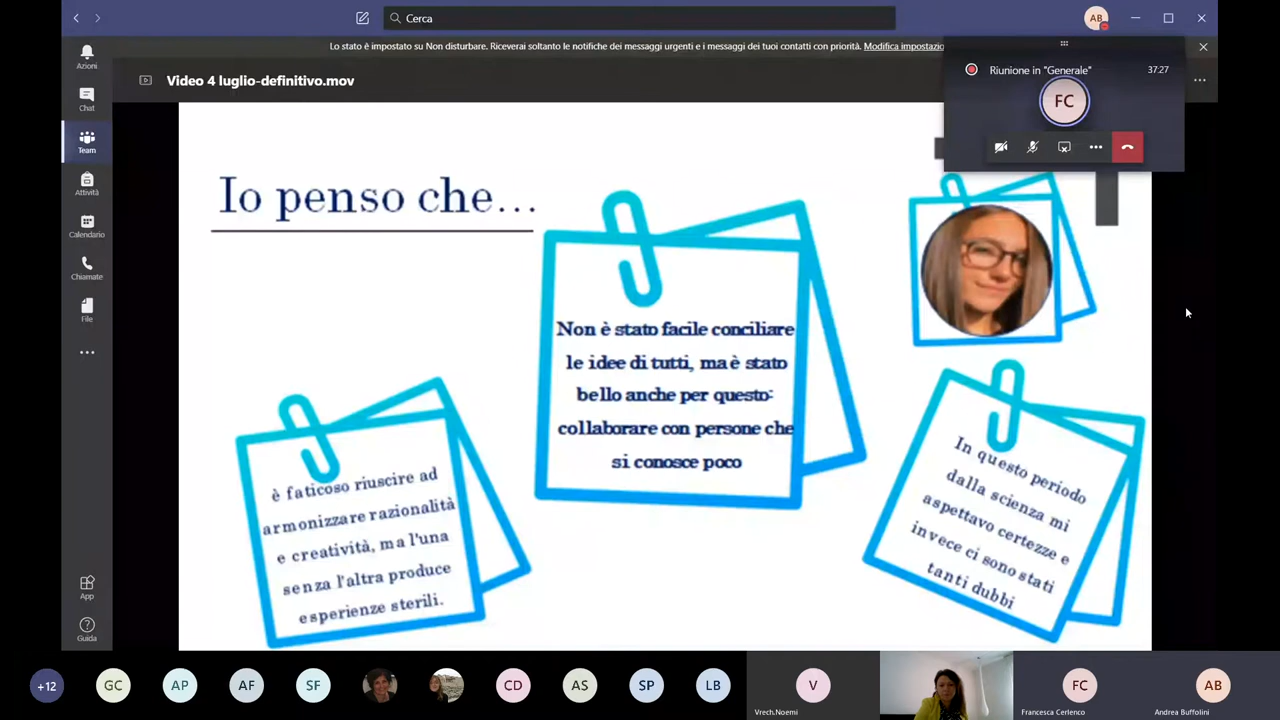 Cerca
AB
Lo stato è impostato su Non disturbare. Riceverai soltanto le notifiche dei messaggi urgenti e i messaggi dei tuoi contatti con priorità. Modifica impostazio
Azioni
Chat
Team
Attività
Calendario
Chiamate
File
App
Guida
Video 4 luglio-definitivo.mov
Riunione in "Generale"
37:27
FC
Io penso che...
Non è stato facile conciliare
le idee di tutti, ma è stato
bello anche per questo:
collaborare con persone che
si conosce poco
è faticoso riuscire ad
armonizzare razionalità
e creatività, ma l'una
senza l'altra produce
esperienze sterili.
In questo periodo
dalla scienza mi
aspettavo certezze e
invece ci sono stati
tanti dubbi
+12
GC
AP
AF
SF
CD
AS
SP
LB
V
Vrech.Noemi
FC
Francesca Cerlenco
AB
Andrea Buffolini